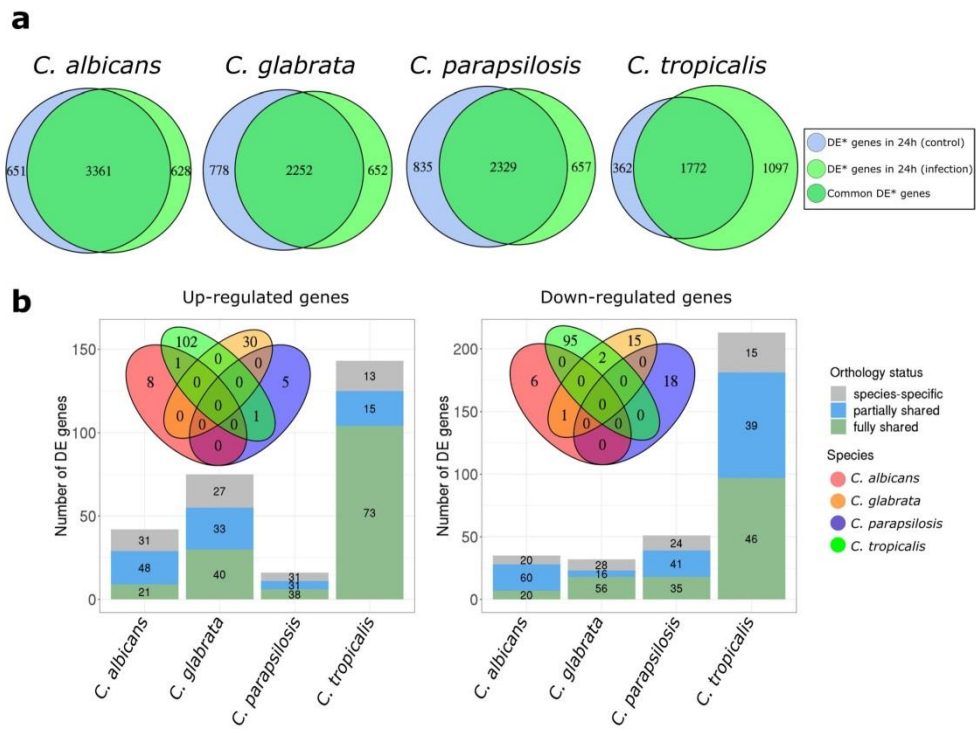 a
C. albicans
C. glabrata
C. parapsilosis
C. tropicalis
651 3361 628
778 2252 652
835 2329 657
362 1772 1097
DE* genes in 24h (control)
DE* genes in 24h (infection)
Common DE* genes
b
Up-regulated genes
Number of DE genes
150
100
50
0
102 30
8 1 0 0 5
0 0
0 0 1
0 0
0
31
48
21
27
33
40
31
31
38
13
15
73
C. albicans
C. glabrata
C. parapsilosis
C. tropicalis
Down-regulated genes
Number of DE genes
200
150
100
50
0
95 15
6 0 2 0 18
0 0
1 0 0
0 0
0
20
60
20
28
16
56
24
41
35
15
39
46
C. albicans
C. glabrata
C. parapsilosis
C. tropicalis
Orthology status
species-specific
partially shared
fully shared
Species
C. albicans
C. glabrata
C. parapsilosis
C. tropicalis